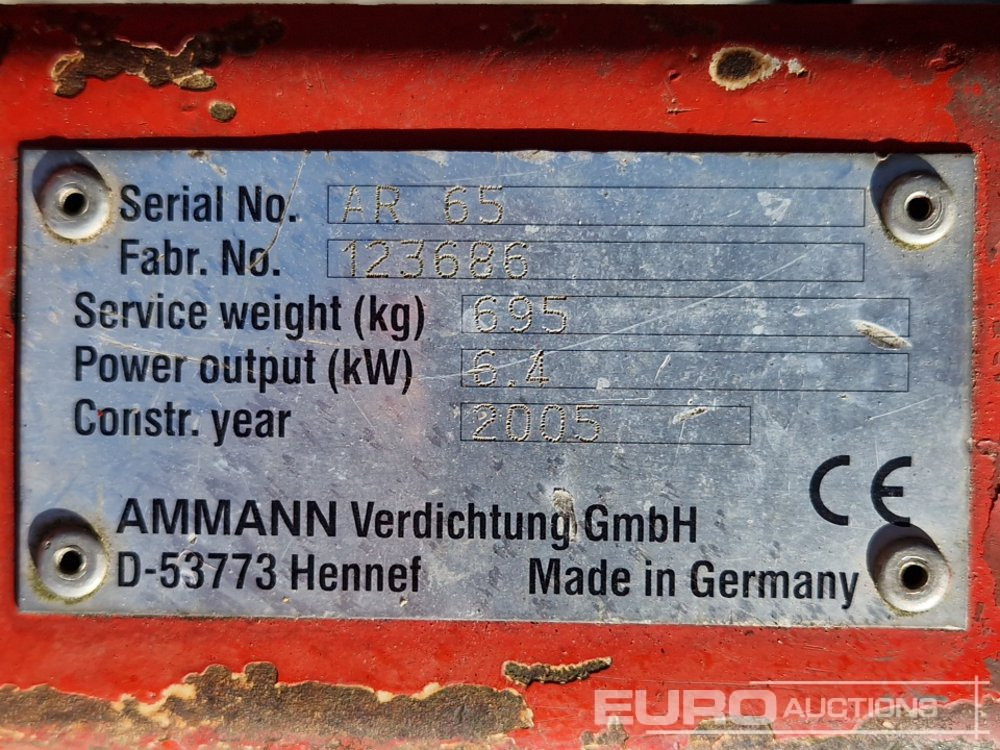 Serial No. AR 65
Fabr. No. 123686
Service weight (kg) 695
Power output (kW) 6.4
Constr. year 2005
CE
AMMANN Verdichtung GmbH
D-53773 Hennef Made in Germany
EURO AUCTIONS